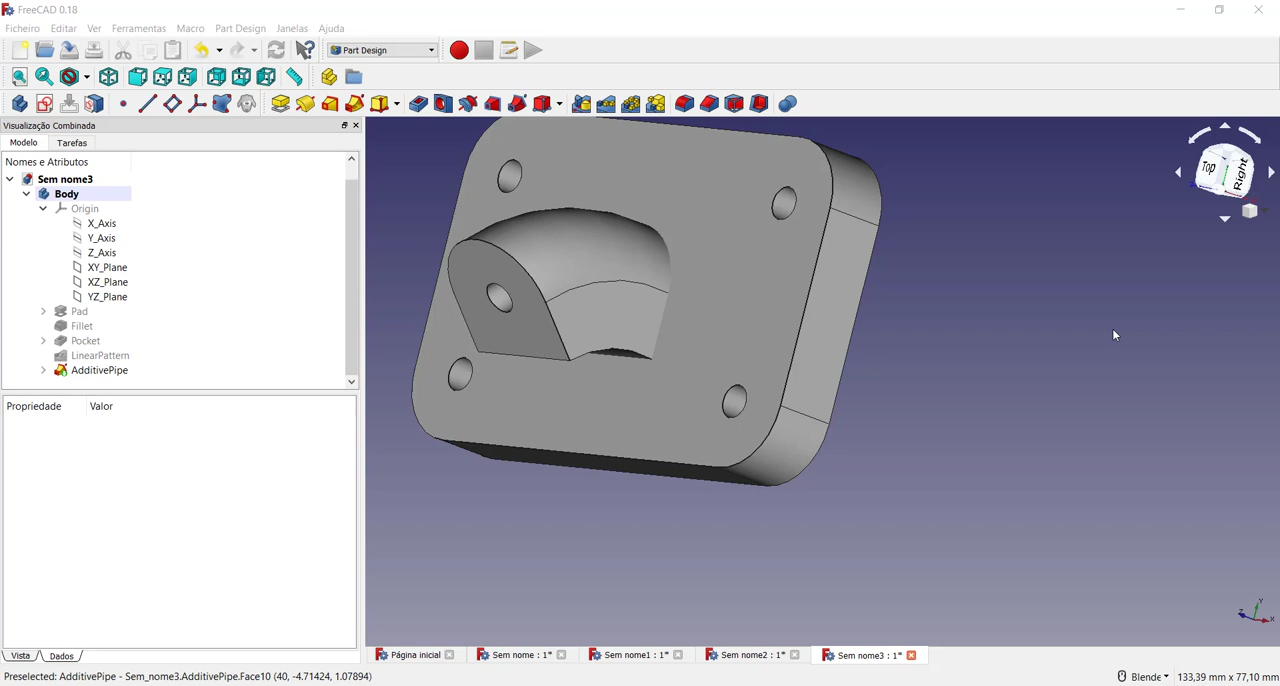 FreeCAD 0.18
Ficheiro Editar Ver Ferramentas Macro Part Design Janelas Ajuda
Part Design
Visualização Combinada
Modelo Tarefas
Nomes e Atributos
Sem nome3
Body
Origin
X_Axis
Y_Axis
Z_Axis
XY_Plane
XZ_Plane
YZ_Plane
Pad
Fillet
Pocket
LinearPattern
AdditivePipe
Propriedade Valor
Top Right
Y
Z X
Vista Dados
Página inicial Sem nome : 1* Sem nome1 : 1* Sem nome2 : 1* Sem nome3 : 1*
Preselected: AdditivePipe - Sem_nome3.AdditivePipe.Face10 (40, -4.71424, 1.07894) Blende 133,39 mm x 77,10 mm